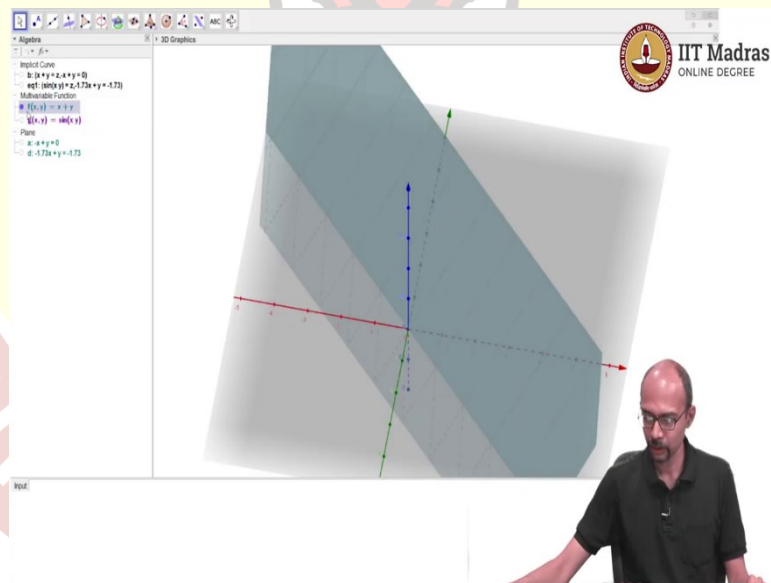 ABC
Algebra
3D Graphics
Implicit Curve
b: (x + y = z, -x + y = 0)
eq1: (sin(x y) = z, -1.73x + y = -1.73)
Multivariable Function
f(x, y) = x + y
g(x, y) = sin(x y)
Plane
a: -x + y = 0
d: -1.73x + y = -1.73
Input
IIT Madras
ONLINE DEGREE